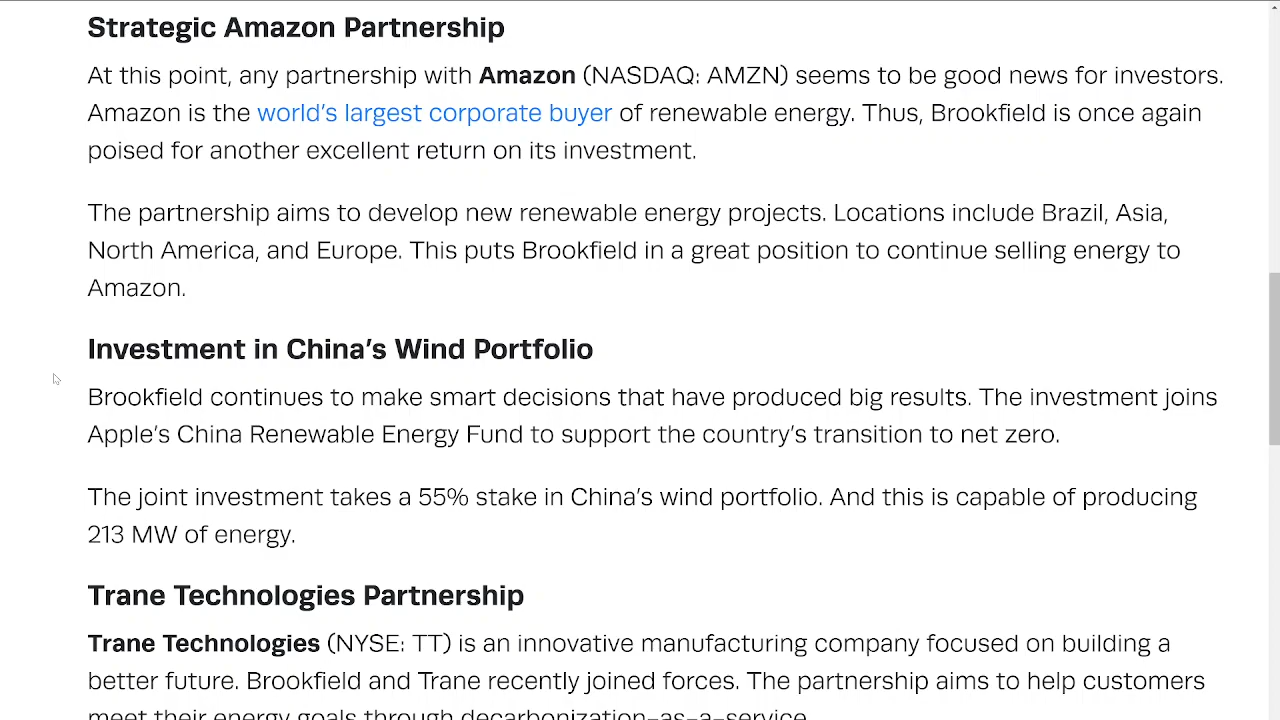 Strategic Amazon Partnership
At this point, any partnership with Amazon (NASDAQ: AMZN) seems to be good news for investors.
Amazon is the world's largest corporate buyer of renewable energy. Thus, Brookfield is once again
poised for another excellent return on its investment.
The partnership aims to develop new renewable energy projects. Locations include Brazil, Asia,
North America, and Europe. This puts Brookfield in a great position to continue selling energy to
Amazon.
Investment in China's Wind Portfolio
Brookfield continues to make smart decisions that have produced big results. The investment joins
Apple's China Renewable Energy Fund to support the country's transition to net zero.
The joint investment takes a 55% stake in China's wind portfolio. And this is capable of producing
213 MW of energy.
Trane Technologies Partnership
Trane Technologies (NYSE: TT) is an innovative manufacturing company focused on building a
better future. Brookfield and Trane recently joined forces. The partnership aims to help customers
meet their energy goals through decarbonization-as-a-service.